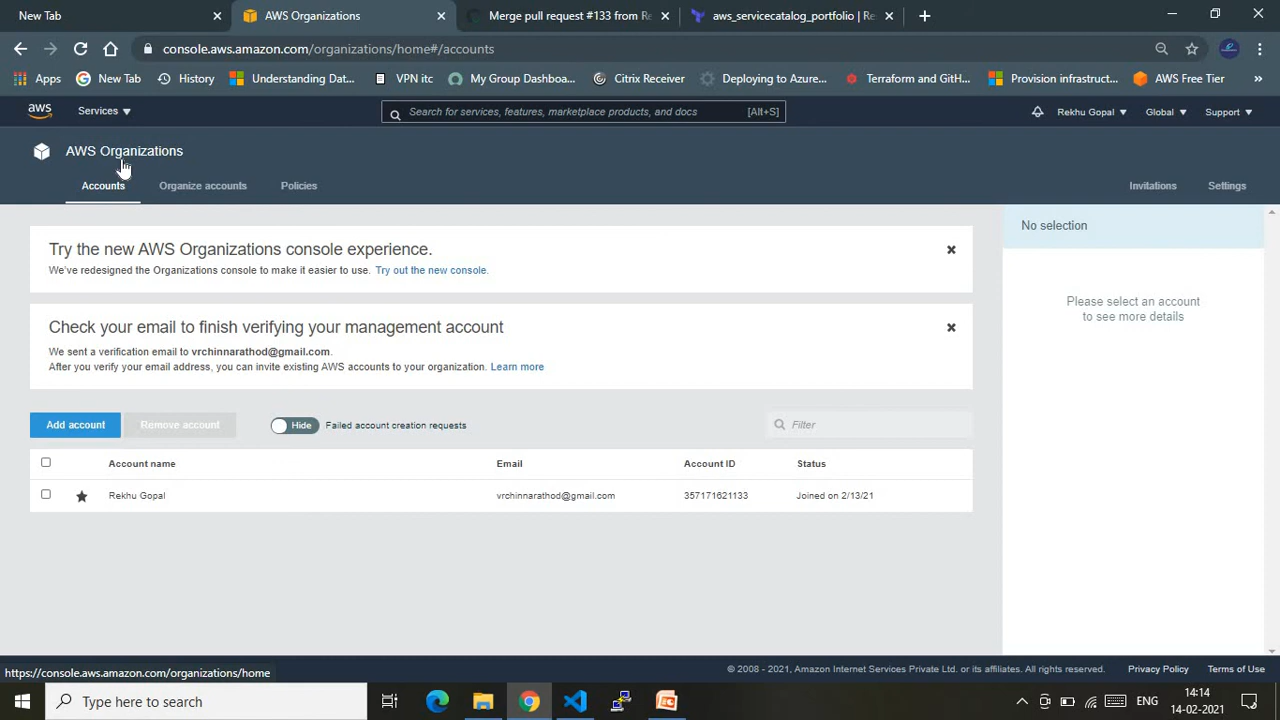 New Tab
AWS Organizations
Merge pull request #133 from Re
aws_servicecatalog_portfolio | Re
console.aws.amazon.com/organizations/home#/accounts
Apps
New Tab
History
Understanding Dat...
VPN itc
My Group Dashboa...
Citrix Receiver
Deploying to Azure...
Terraform and GitH...
Provision infrastruct...
AWS Free Tier
»
aws
Services
Search for services, features, marketplace products, and docs
[Alt+S]
Rekhu Gopal
Global
Support
AWS Organizations
Accounts
Organize accounts
Policies
Invitations
Settings
Try the new AWS Organizations console experience.
We've redesigned the Organizations console to make it easier to use. Try out the new console.
No selection
Please select an account
to see more details
Check your email to finish verifying your management account
We sent a verification email to vrchinnarathod@gmail.com.
After you verify your email address, you can invite existing AWS accounts to your organization. Learn more
Add account
Remove account
Hide
Failed account creation requests
Filter
Account name
Email
Account ID
Status
Rekhu Gopal
vrchinnarathod@gmail.com
357171621133
Joined on 2/13/21
https://console.aws.amazon.com/organizations/home
© 2008 - 2021, Amazon Internet Services Private Ltd. or its affiliates. All rights reserved.
Privacy Policy
Terms of Use
Type here to search
ENG
14:14
14-02-2021